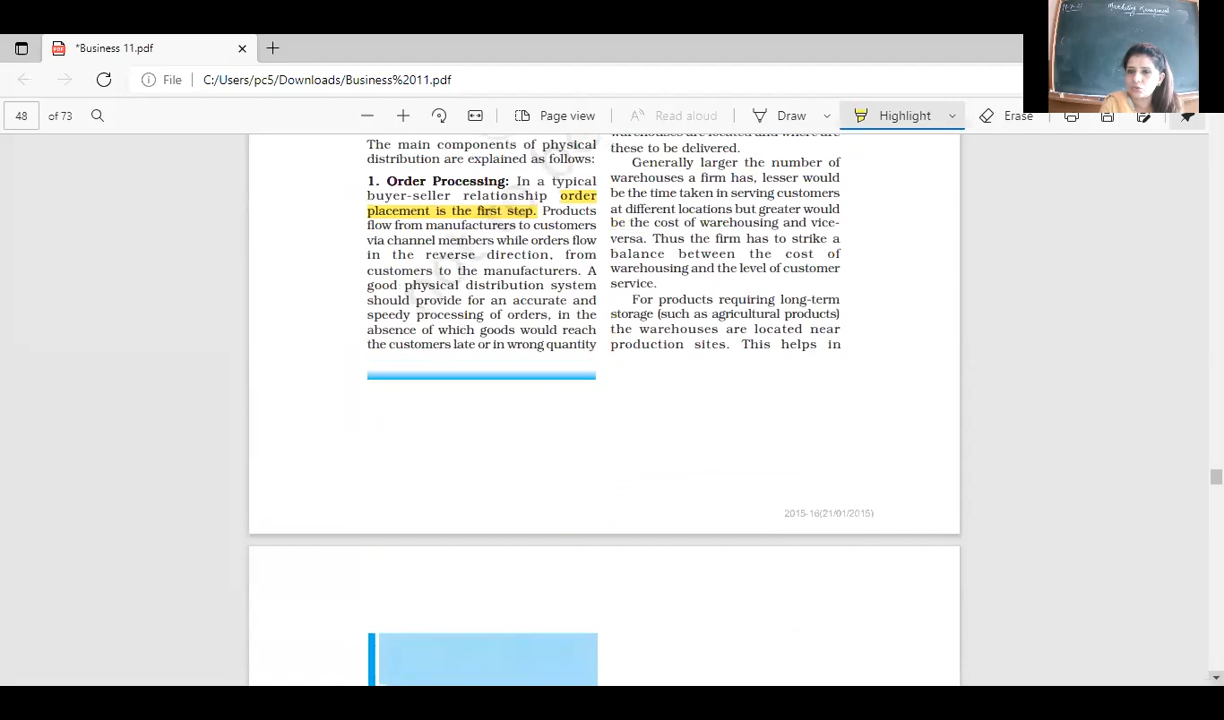 *Business 11.pdf
File
C:/Users/pc5/Downloads/Business%2011.pdf
48 of 73
Page view
Read aloud
Draw
Highlight
Erase
Marketing Management
The main components of physical
distribution are explained as follows:
1. Order Processing: In a typical
buyer-seller relationship order
placement is the first step. Products
flow from manufacturers to customers
via channel members while orders flow
in the reverse direction, from
customers to the manufacturers. A
good physical distribution system
should provide for an accurate and
speedy processing of orders, in the
absence of which goods would reach
the customers late or in wrong quantity
warehouses are located and where are
these to be delivered.
Generally larger the number of
warehouses a firm has, lesser would
be the time taken in serving customers
at different locations but greater would
be the cost of warehousing and vice-
versa. Thus the firm has to strike a
balance between the cost of
warehousing and the level of customer
service.
For products requiring long-term
storage (such as agricultural products)
the warehouses are located near
production sites. This helps in
2015-16(21/01/2015)